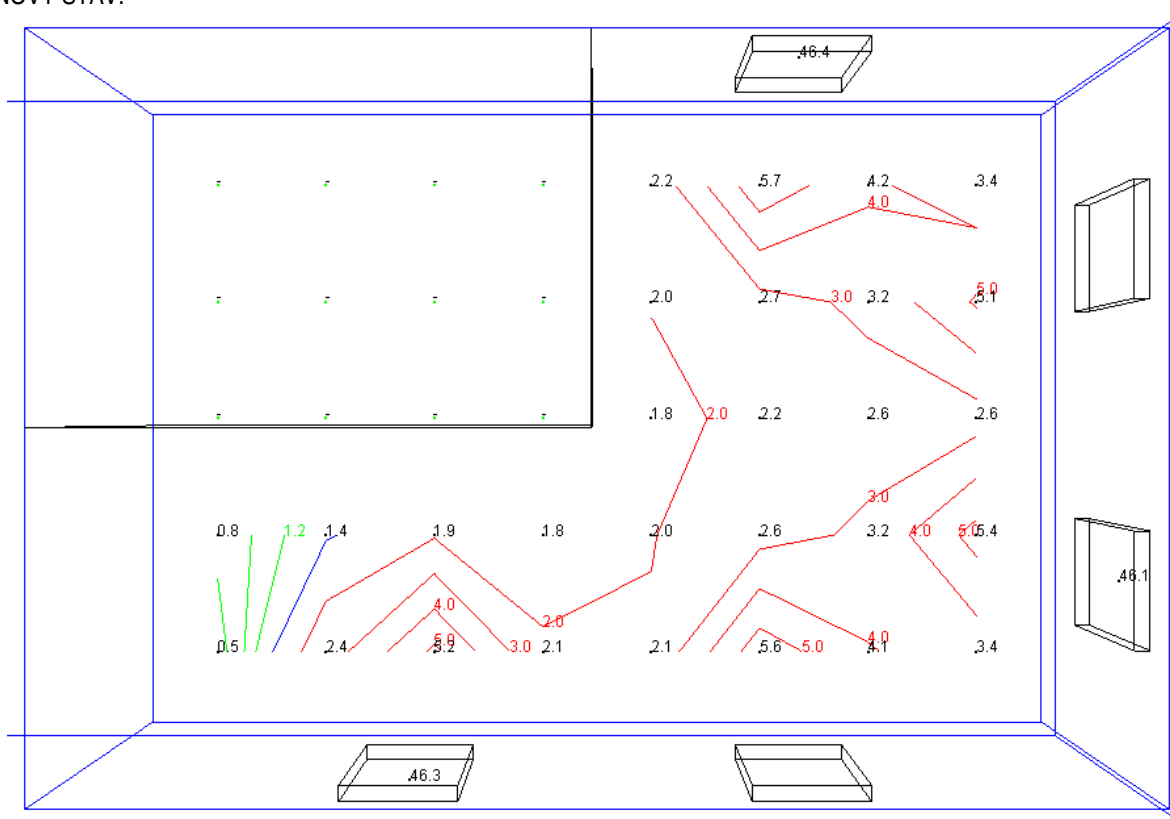 NOVÝ STAV:
.46.4
- - - - .2.2 .5.7 .4.2 .3.4
4.0
- - - - .2.0 .2.7 3.0 .3.2 5.0 .5.1
- - - - .1.8 2.0 .2.2 .2.6 .2.6
3.0
.0.8 1.2 .1.4 .1.9 .1.8 .2.0 .2.6 .3.2 4.0 5.0 .5.4
.46.1
4.0
2.0
.0.5 .2.4 5.0 .5.2 3.0 .2.1 .2.1 .5.6 5.0 4.0 .4.1 .3.4
.46.3